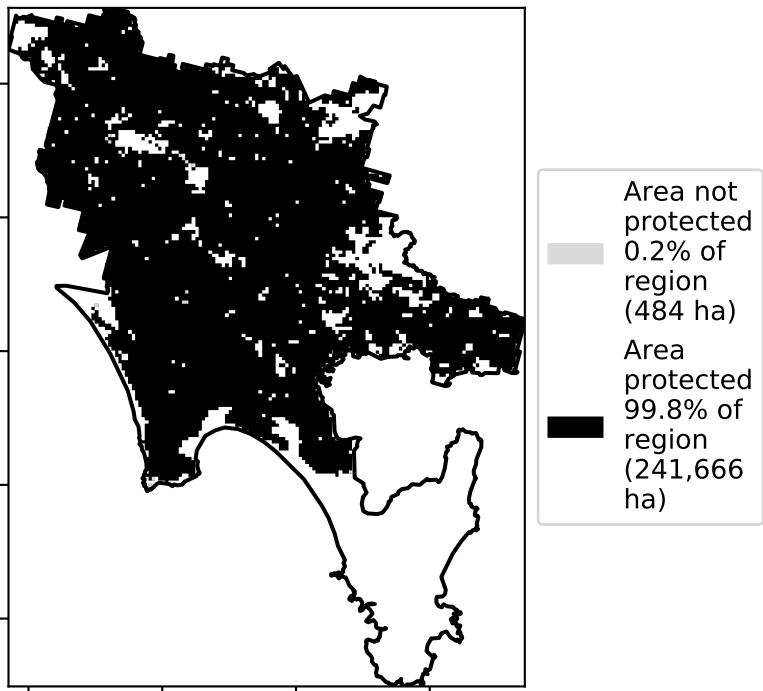 Area not
protected
0.2% of
region
(484 ha)
Area
protected
99.8% of
region
(241,666
ha)